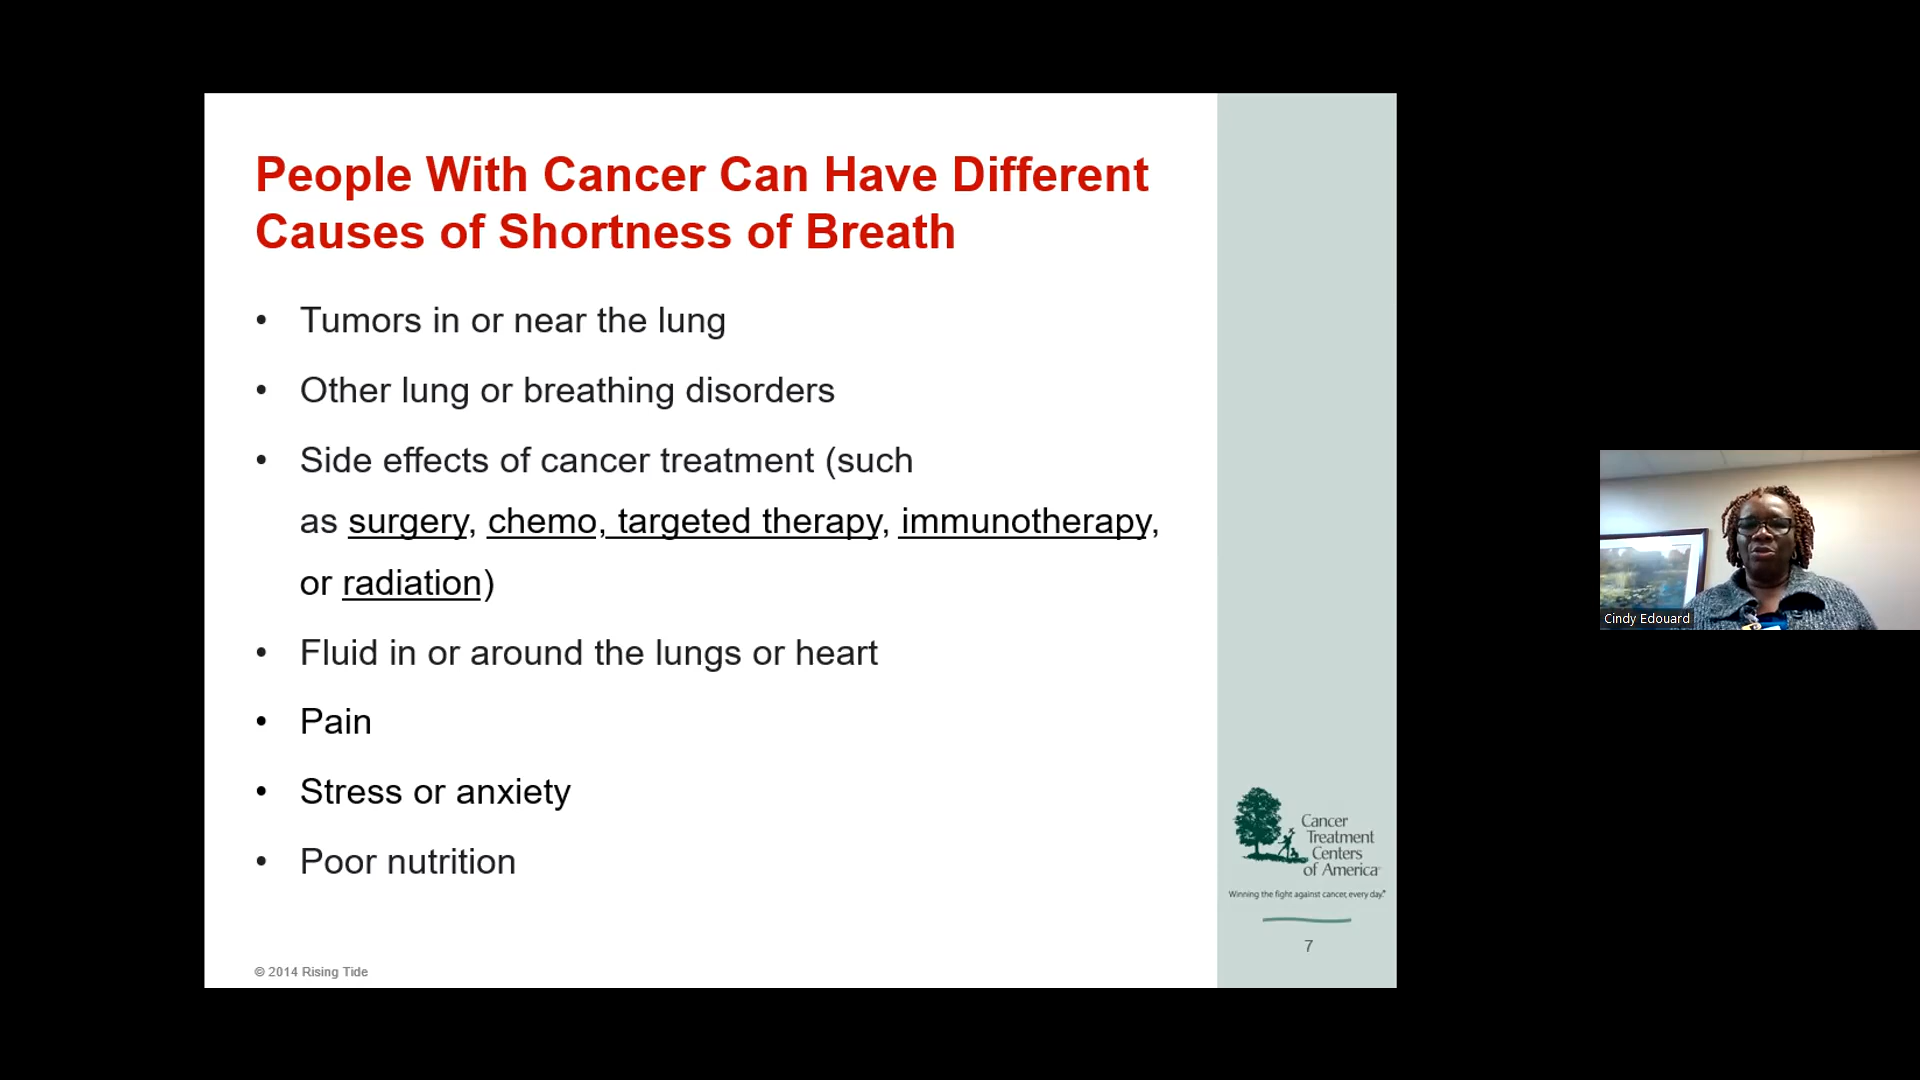 People With Cancer Can Have Different
Causes of Shortness of Breath
• Tumors in or near the lung
• Other lung or breathing disorders
• Side effects of cancer treatment (such
as surgery, chemo, targeted therapy, immunotherapy,
or radiation)
• Fluid in or around the lungs or heart
• Pain
• Stress or anxiety
• Poor nutrition
© 2014 Rising Tide
Cancer
Treatment
Centers
of America
Winning the fight against cancer, every day.®
7
Cindy Edouard